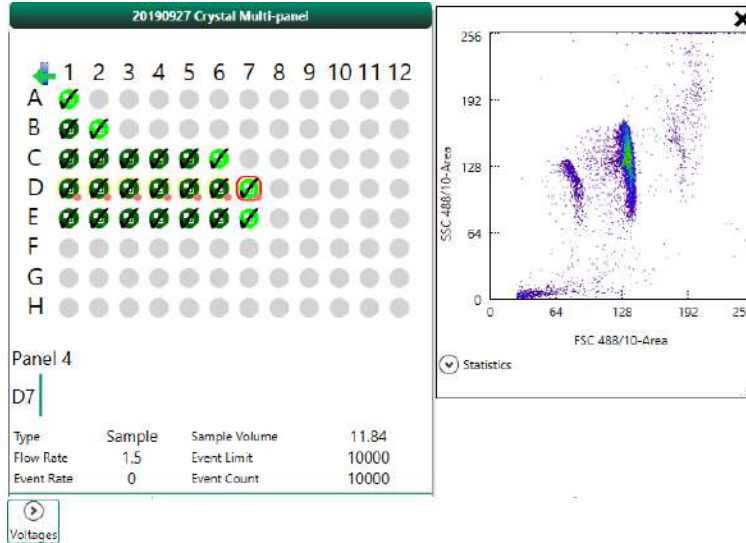 20190927 Crystal Multi-panel
1 2 3 4 5 6 7 8 9 10 11 12
A
B
C
D
E
F
G
H
Panel 4
D7
Type Sample Sample Volume 11.84
Flow Rate 1.5 Event Limit 10000
Event Rate 0 Event Count 10000
Voltages
256
192
128
64
0
SSC 488/10-Area
0 64 128 192 25
FSC 488/10-Area
Statistics